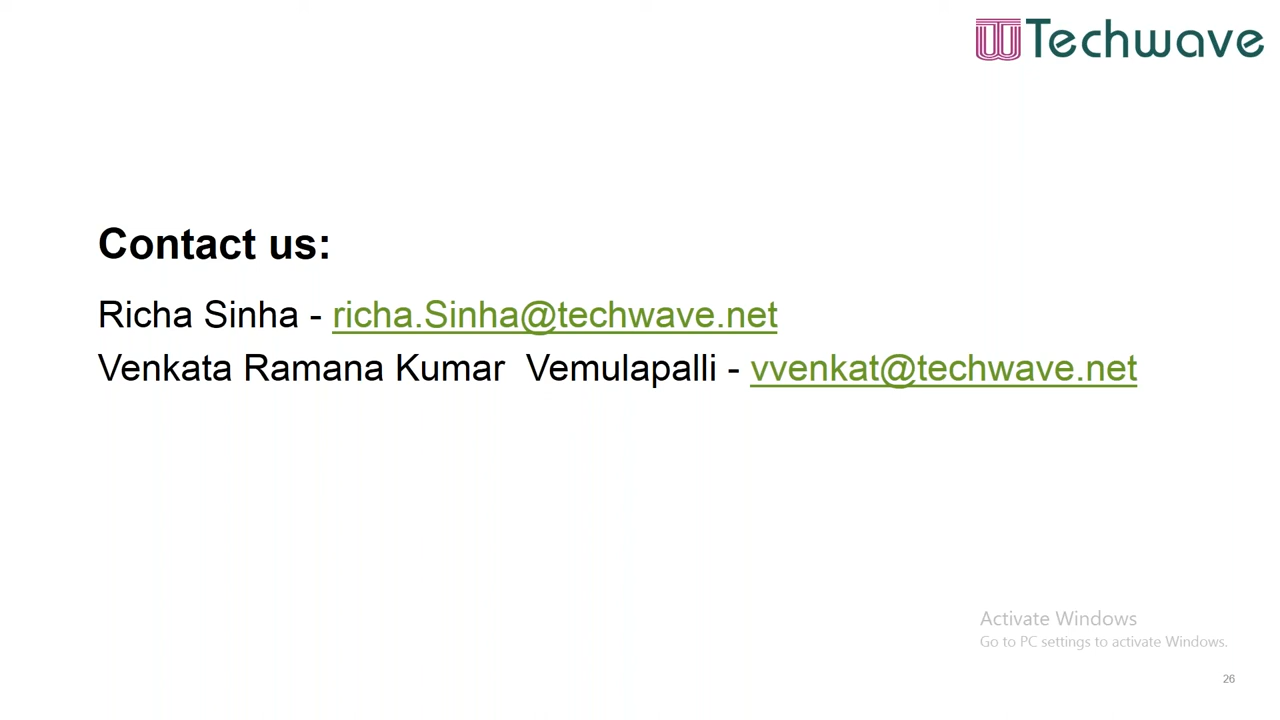 Techwave
Contact us:
Richa Sinha - richa.Sinha@techwave.net
Venkata Ramana Kumar  Vemulapalli - vvenkat@techwave.net
Activate Windows
Go to PC settings to activate Windows.
26